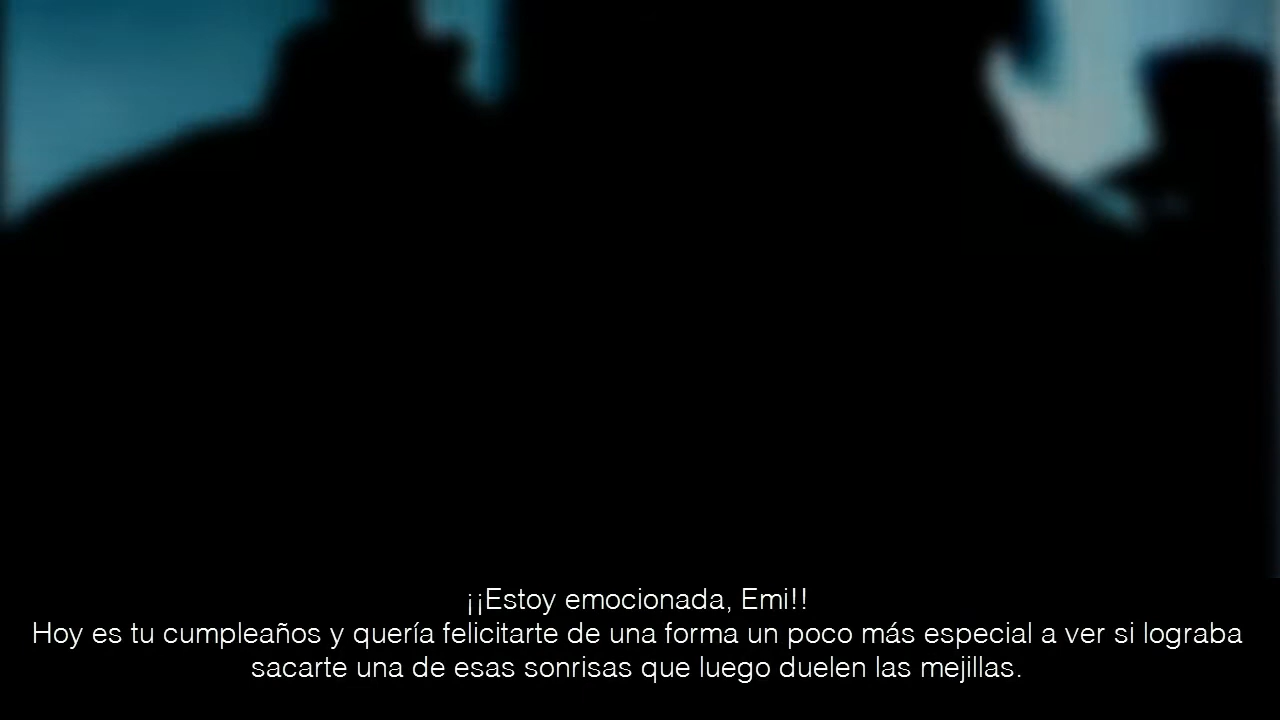 ¡¡Estoy emocionada, Emi!!
Hoy es tu cumpleaños y quería felicitarte de una forma un poco más especial a ver si lograba
sacarte una de esas sonrisas que luego duelen las mejillas.